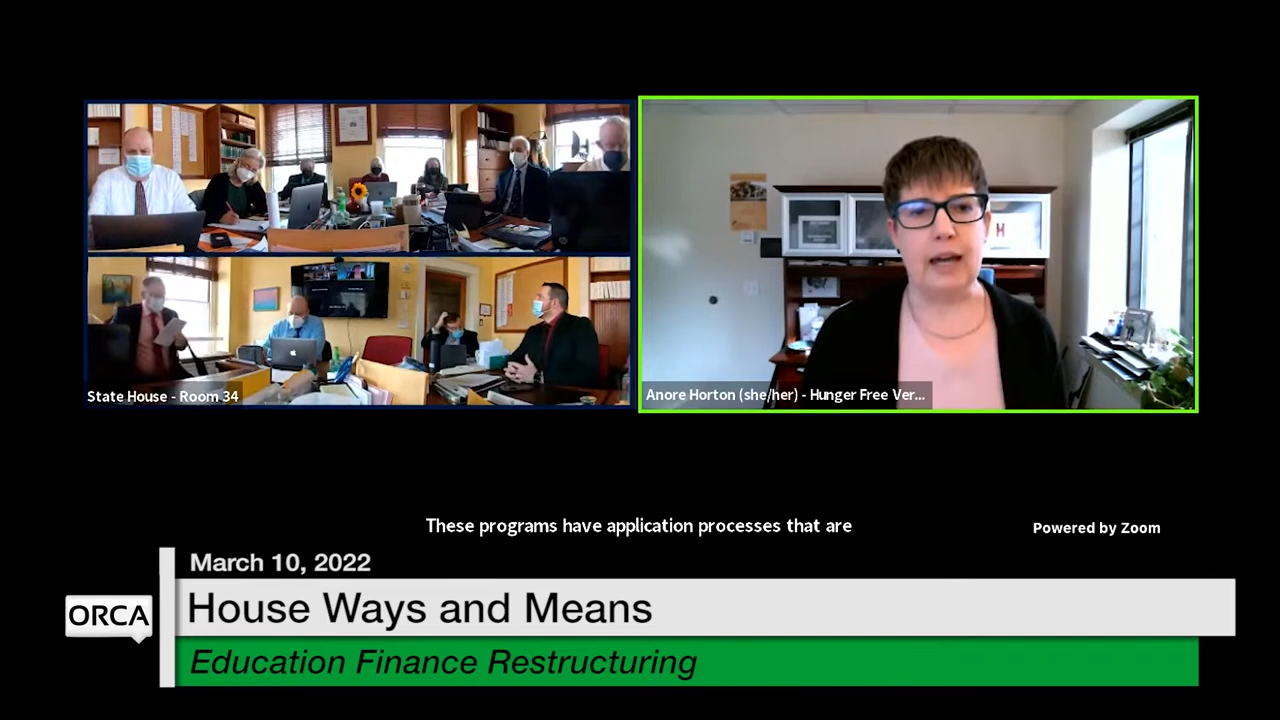 State House - Room 34
Anore Horton (she/her) - Hunger Free Ver...
These programs have application processes that are
Powered by Zoom
March 10, 2022
ORCA
House Ways and Means
Education Finance Restructuring